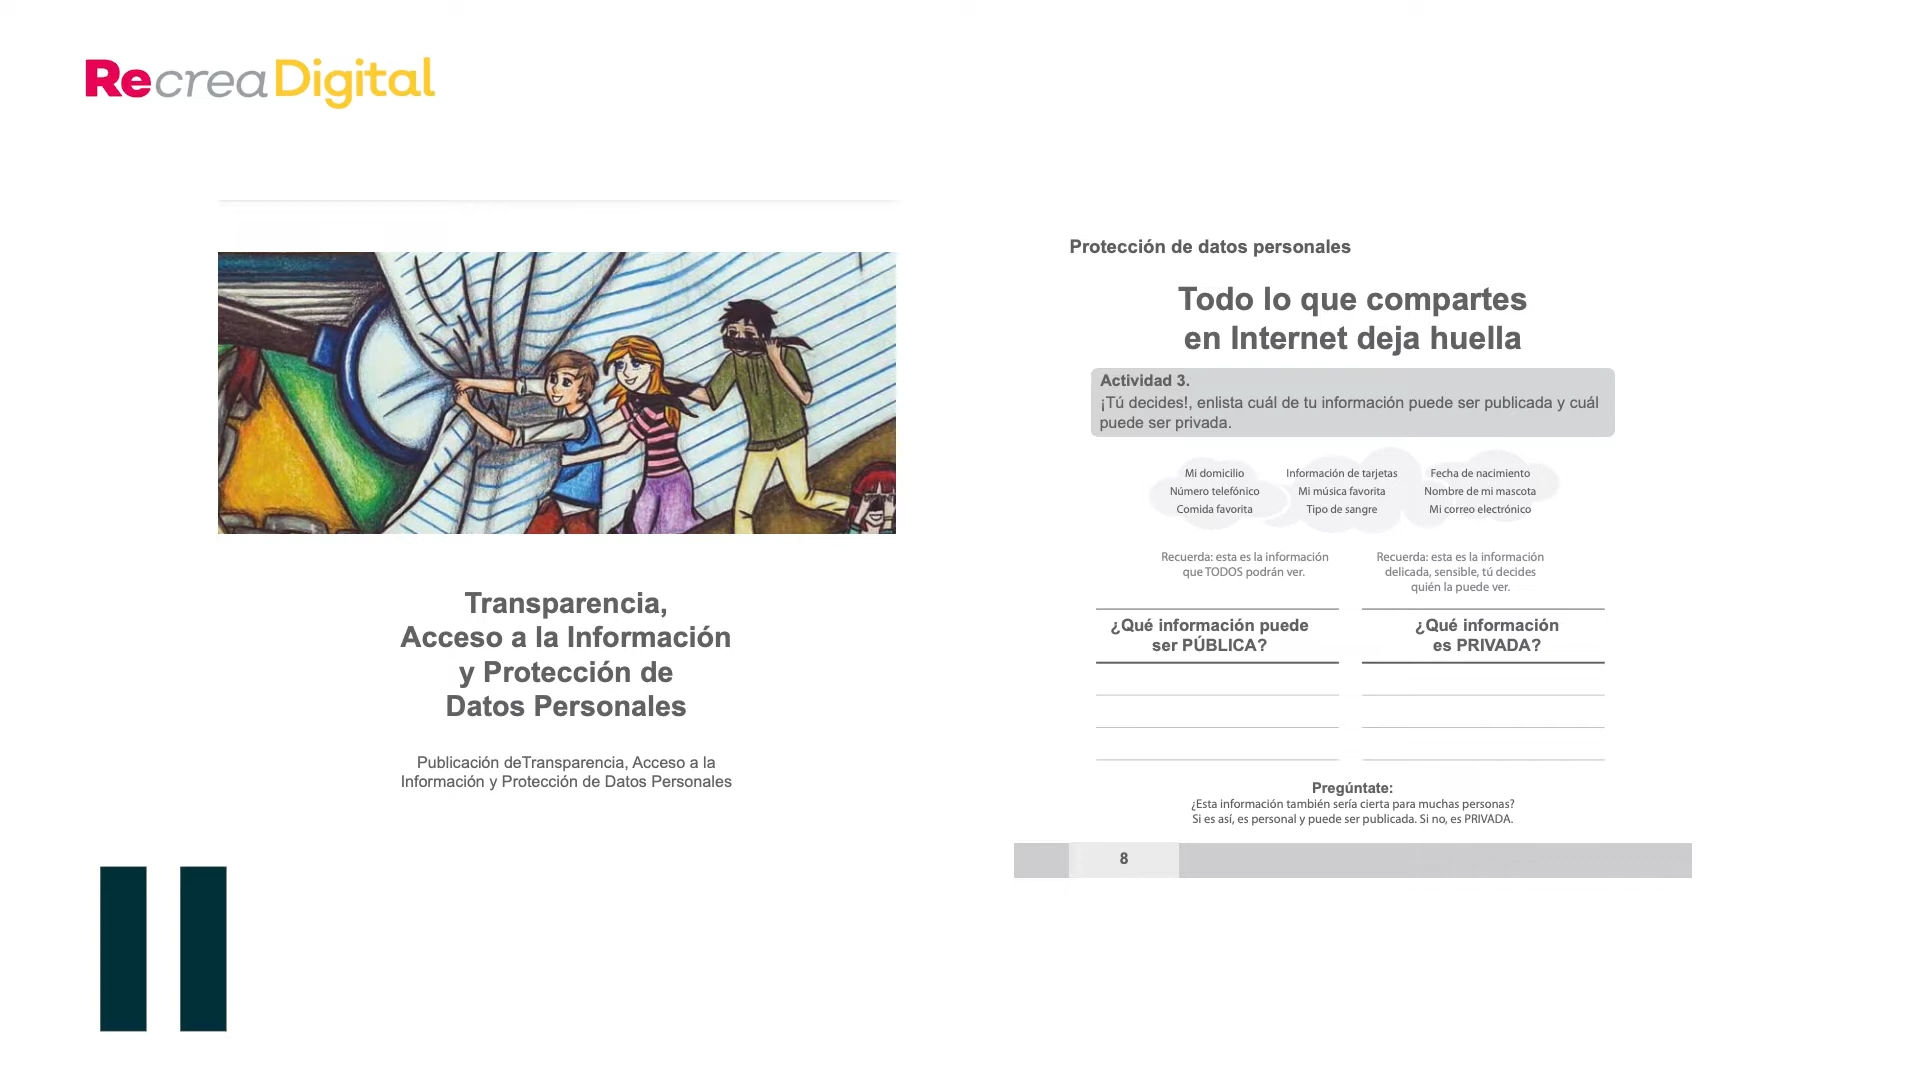 RecreaDigital
Transparencia,
Acceso a la Información
y Protección de
Datos Personales
Publicación deTransparencia, Acceso a la
Información y Protección de Datos Personales
Protección de datos personales
Todo lo que compartes
en Internet deja huella
Actividad 3.
¡Tú decides!, enlista cuál de tu información puede ser publicada y cuál
puede ser privada.
Mi domicilio
Número telefónico
Comida favorita
Información de tarjetas
Mi música favorita
Tipo de sangre
Fecha de nacimiento
Nombre de mi mascota
Mi correo electrónico
Recuerda: esta es la información
que TODOS podrán ver.
Recuerda: esta es la información
delicada, sensible, tú decides
quién la puede ver.
¿Qué información puede
ser PÚBLICA?
¿Qué información
es PRIVADA?
Pregúntate:
¿Esta información también sería cierta para muchas personas?
Si es así, es personal y puede ser publicada. Si no, es PRIVADA.
8